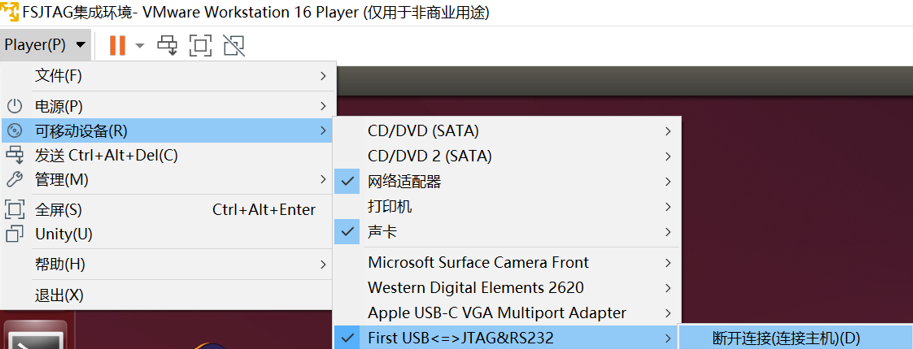 FSJTAG集成环境- VMware Workstation 16 Player (仅用于非商业用途)
Player(P)
文件(F)
电源(P)
可移动设备(R)
发送 Ctrl+Alt+Del(C)
管理(M)
全屏(S) Ctrl+Alt+Enter
Unity(U)
帮助(H)
退出(X)
CD/DVD (SATA)
CD/DVD 2 (SATA)
网络适配器
打印机
声卡
Microsoft Surface Camera Front
Western Digital Elements 2620
Apple USB-C VGA Multiport Adapter
First USB<=>JTAG&RS232
断开连接(连接主机)(D)